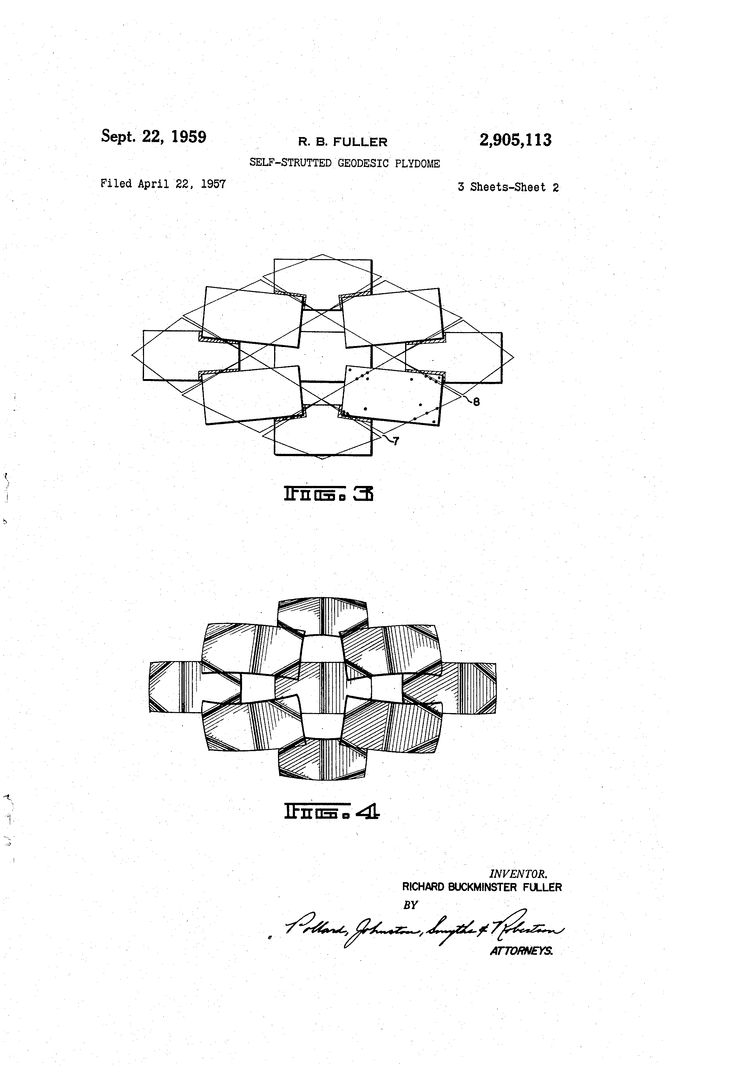 Sept. 22, 1959
R. B. FULLER
2,905,113
SELF-STRUTTED GEODESIC PLYDOME
Filed April 22, 1957
3 Sheets-Sheet 2
8
7
FIG. 3
FIG. 4
INVENTOR.
RICHARD BUCKMINSTER FULLER
BY
Pollard, Johnston, Smythe & Robertson
ATTORNEYS.